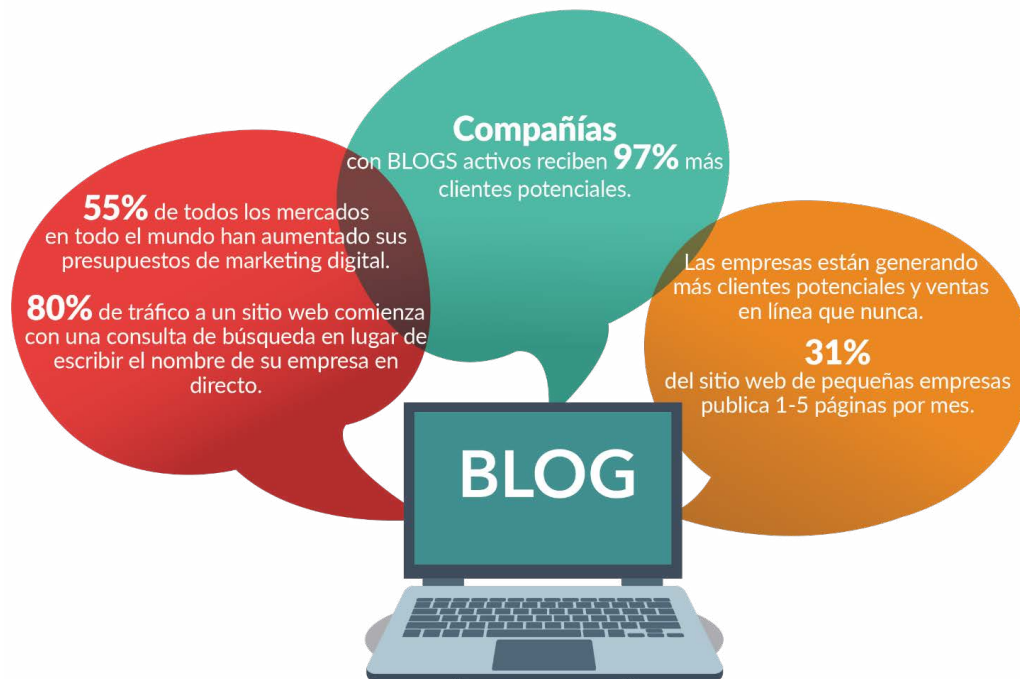 Compañías
con BLOGS activos reciben 97% más
clientes potenciales.
55% de todos los mercados
en todo el mundo han aumentado sus
presupuestos de marketing digital.
80% de tráfico a un sitio web comienza
con una consulta de búsqueda en lugar de
escribir el nombre de su empresa en
directo.
Las empresas están generando
más clientes potenciales y ventas
en línea que nunca.
31%
del sitio web de pequeñas empresas
publica 1-5 páginas por mes.
BLOG